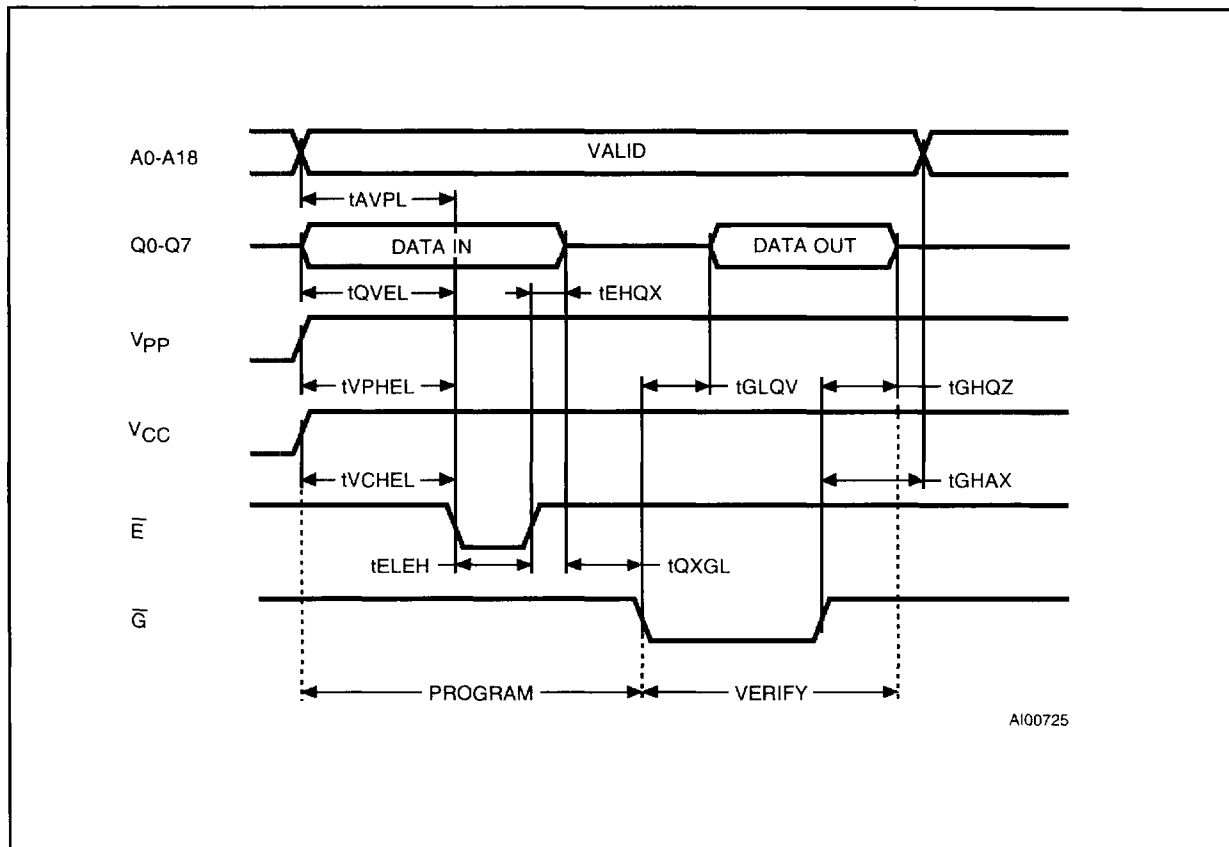 A0-A18
VALID
tAVPL
Q0-Q7
DATA IN
DATA OUT
tQVEL
tEHQX
VPP
tVPHEL
tGLQV
tGHQZ
VCC
tVCHEL
tGHAX
E̅
tELEH
tQXGL
G̅
PROGRAM
VERIFY
AI00725